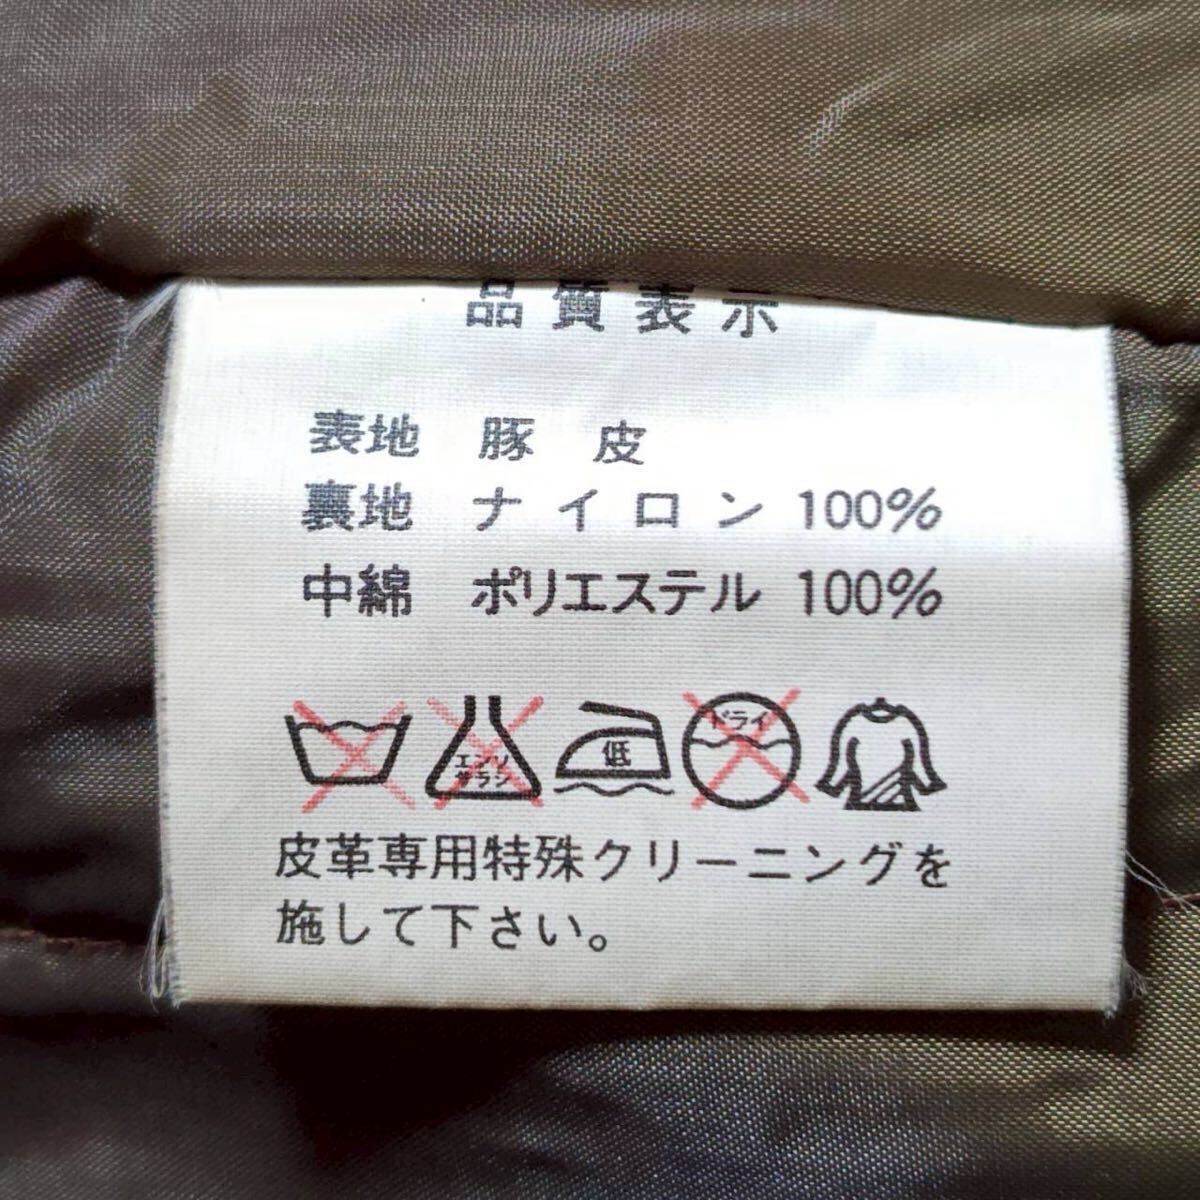 品質表示
表地 豚皮
裏地 ナイロン 100%
中綿 ポリエステル 100%
エンソ
サラシ
低
ドライ
皮革専用特殊クリーニングを
施して下さい。